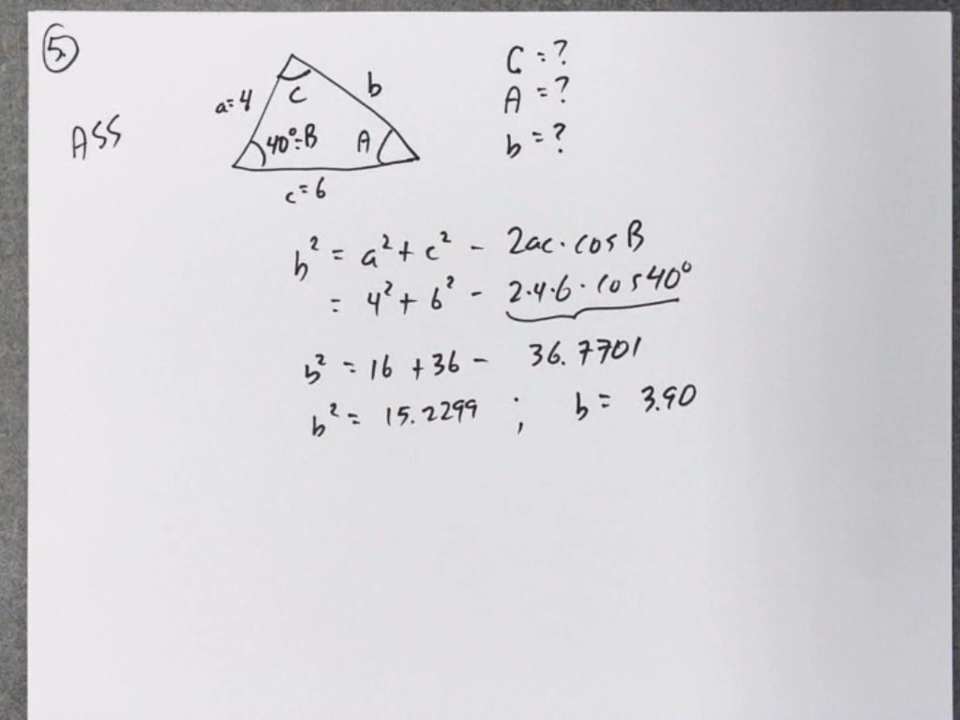 5.
ASS
a=4
C
b
40°=B
A
c=6
C=?
A=?
b=?
b² = a² + c² - 2ac·cosB
= 4² + 6² - 2·4·6·cos40°
b² = 16 + 36 - 36.7701
b² = 15.2299 ; b = 3.90